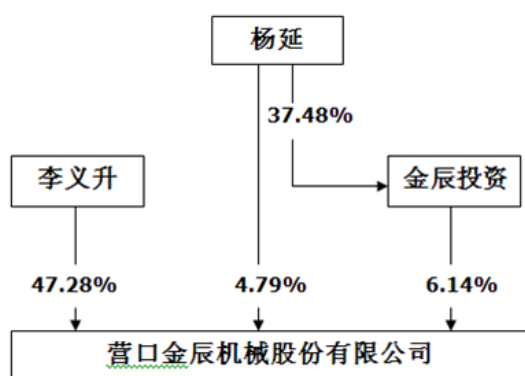 杨延
37.48%
李义升
金辰投资
47.28%
4.79%
6.14%
营口金辰机械股份有限公司